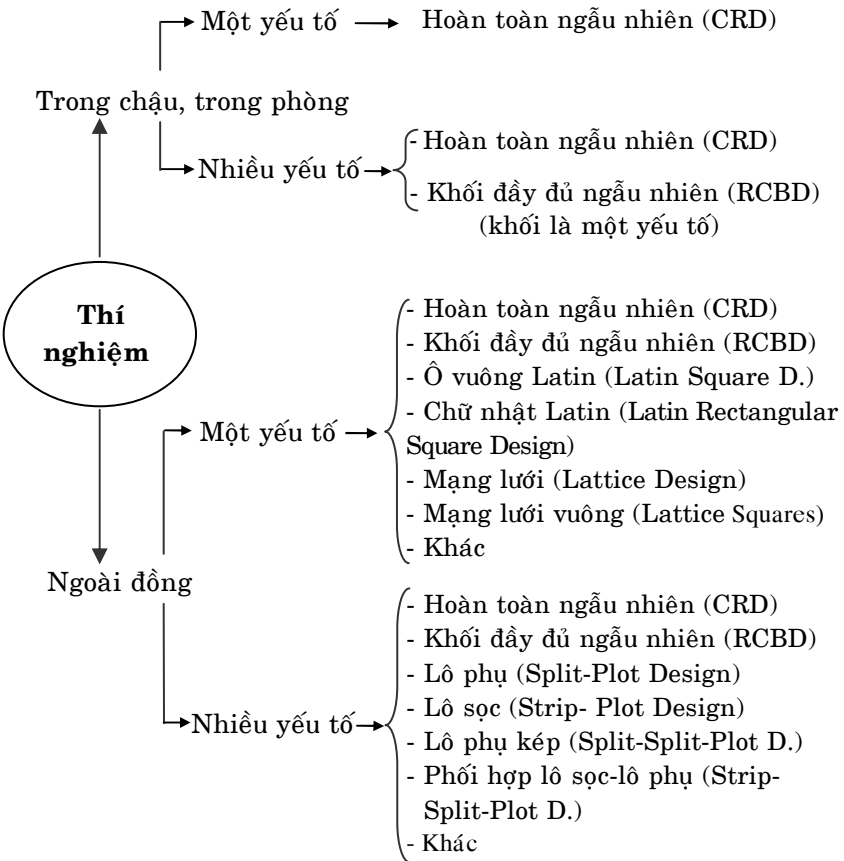 Một yếu tố
Hoàn toàn ngẫu nhiên (CRD)
Trong chậu, trong phòng
Nhiều yếu tố
- Hoàn toàn ngẫu nhiên (CRD)
- Khối đầy đủ ngẫu nhiên (RCBD)
(khối là một yếu tố)
Thí
nghiệm
Một yếu tố
- Hoàn toàn ngẫu nhiên (CRD)
- Khối đầy đủ ngẫu nhiên (RCBD)
- Ô vuông Latin (Latin Square D.)
- Chữ nhật Latin (Latin Rectangular
Square Design)
- Mạng lưới (Lattice Design)
- Mạng lưới vuông (Lattice Squares)
- Khác
Ngoài đồng
Nhiều yếu tố
- Hoàn toàn ngẫu nhiên (CRD)
- Khối đầy đủ ngẫu nhiên (RCBD)
- Lô phụ (Split-Plot Design)
- Lô sọc (Strip- Plot Design)
- Lô phụ kép (Split-Split-Plot D.)
- Phối hợp lô sọc-lô phụ (Strip-
Split-Plot D.)
- Khác